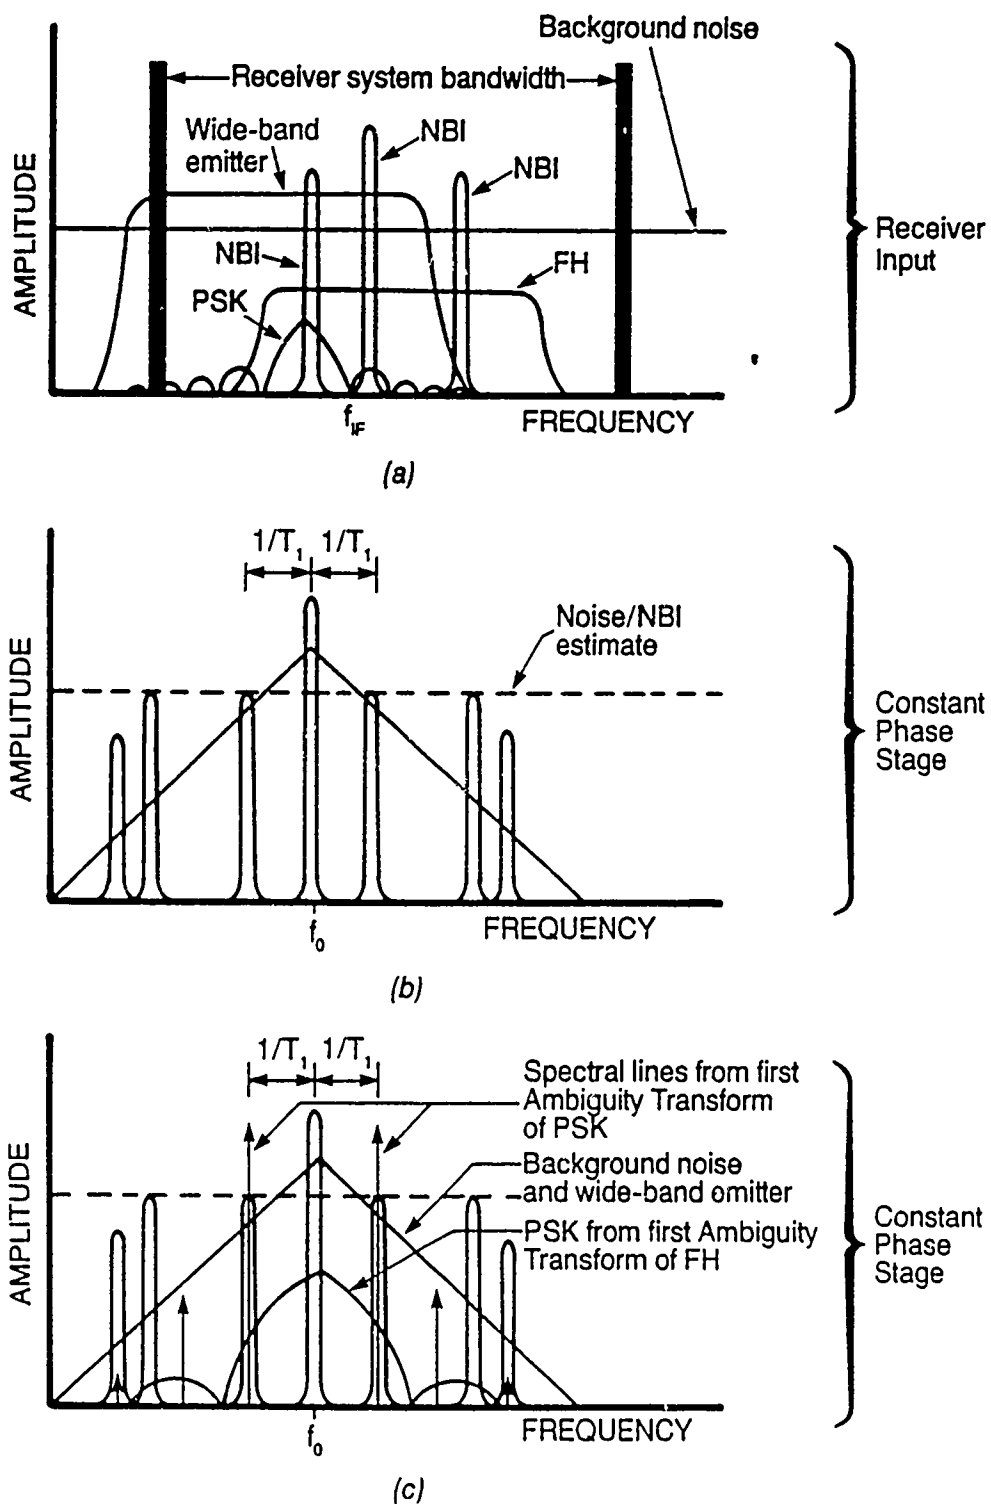 Background noise
Receiver system bandwidth
Wide-band
emitter
NBI
NBI
NBI
FH
PSK
AMPLITUDE
Receiver
Input
f_IF
FREQUENCY
(a)
1/T₁ 1/T₁
Noise/NBI
estimate
AMPLITUDE
Constant
Phase
Stage
f₀
FREQUENCY
(b)
1/T₁ 1/T₁
Spectral lines from first
Ambiguity Transform
of PSK
Background noise
and wide-band omitter
PSK from first Ambiguity
Transform of FH
AMPLITUDE
Constant
Phase
Stage
f₀
FREQUENCY
(c)